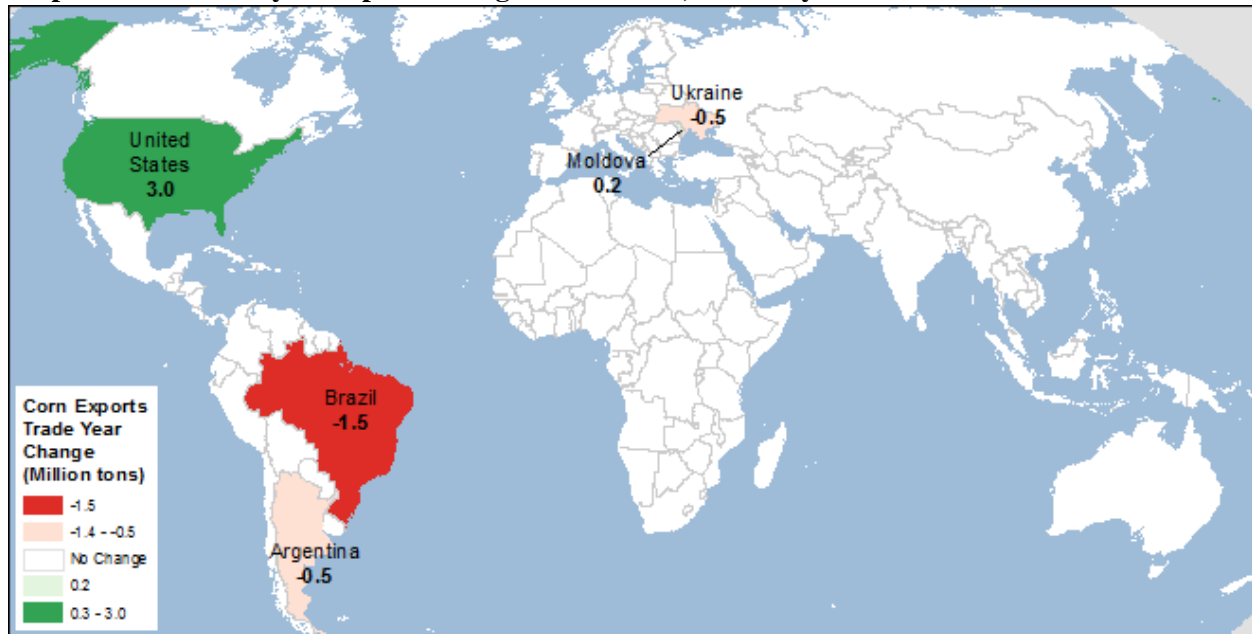 United
States
3.0
Ukraine
-0.5
Moldova
0.2
Brazil
-1.5
Argentina
-0.5
Corn Exports
Trade Year
Change
(Million tons)
-1.5
-1.4 - -0.5
No Change
0.2
0.3 - 3.0